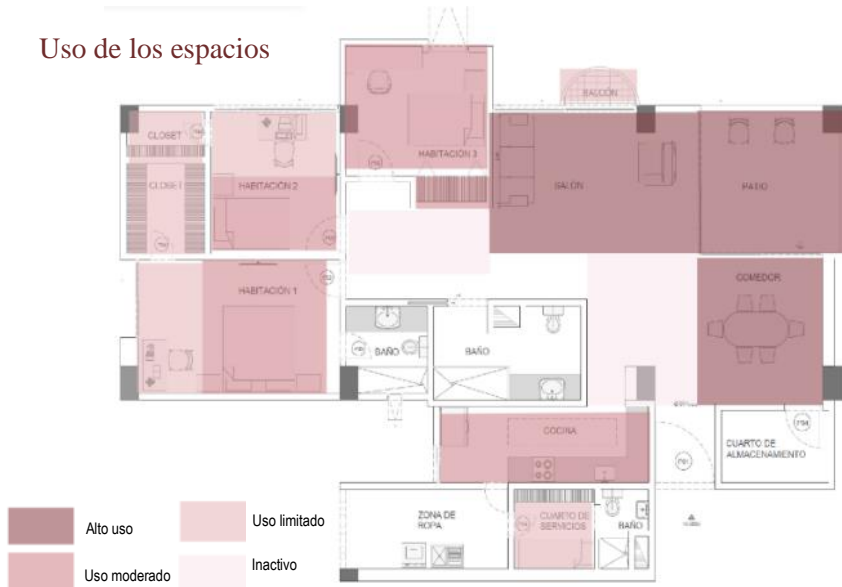 Uso de los espacios
BALCÓN
CLOSET
HABITACIÓN 3
CLOSET
HABITACIÓN 2
SALÓN
PATIO
HABITACIÓN 1
COMEDOR
BAÑO
BAÑO
COCINA
CUARTO DE
ALMACENAMIENTO
ZONA DE
ROPA
CUARTO DE
SERVICIOS
BAÑO
Alto uso
Uso limitado
Uso moderado
Inactivo